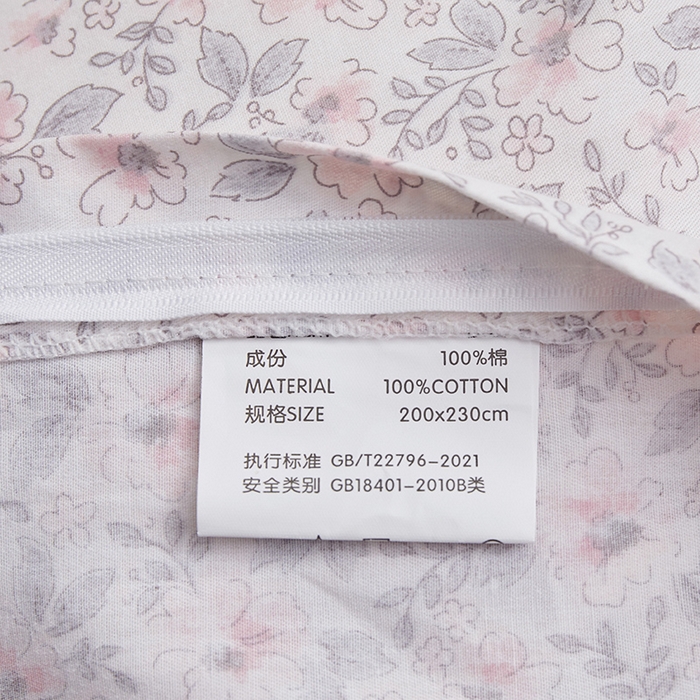 成份 100%棉
MATERIAL 100%COTTON
规格SIZE 200x230cm
执行标准 GB/T22796-2021
安全类别 GB18401-2010B类